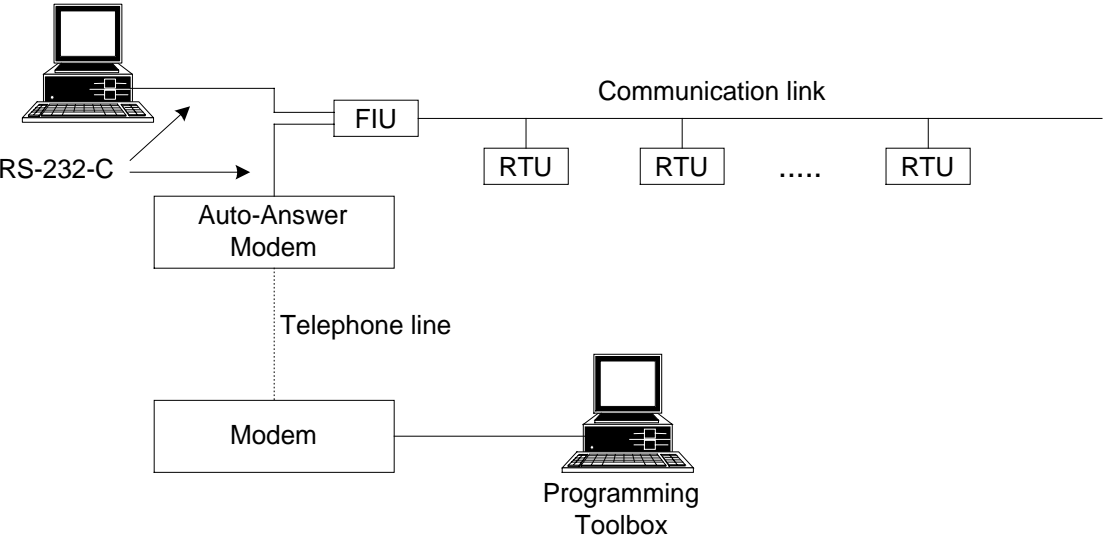 Communication link
FIU
RTU
RTU
.....
RTU
RS-232-C
Auto-Answer
Modem
Telephone line
Modem
Programming
Toolbox